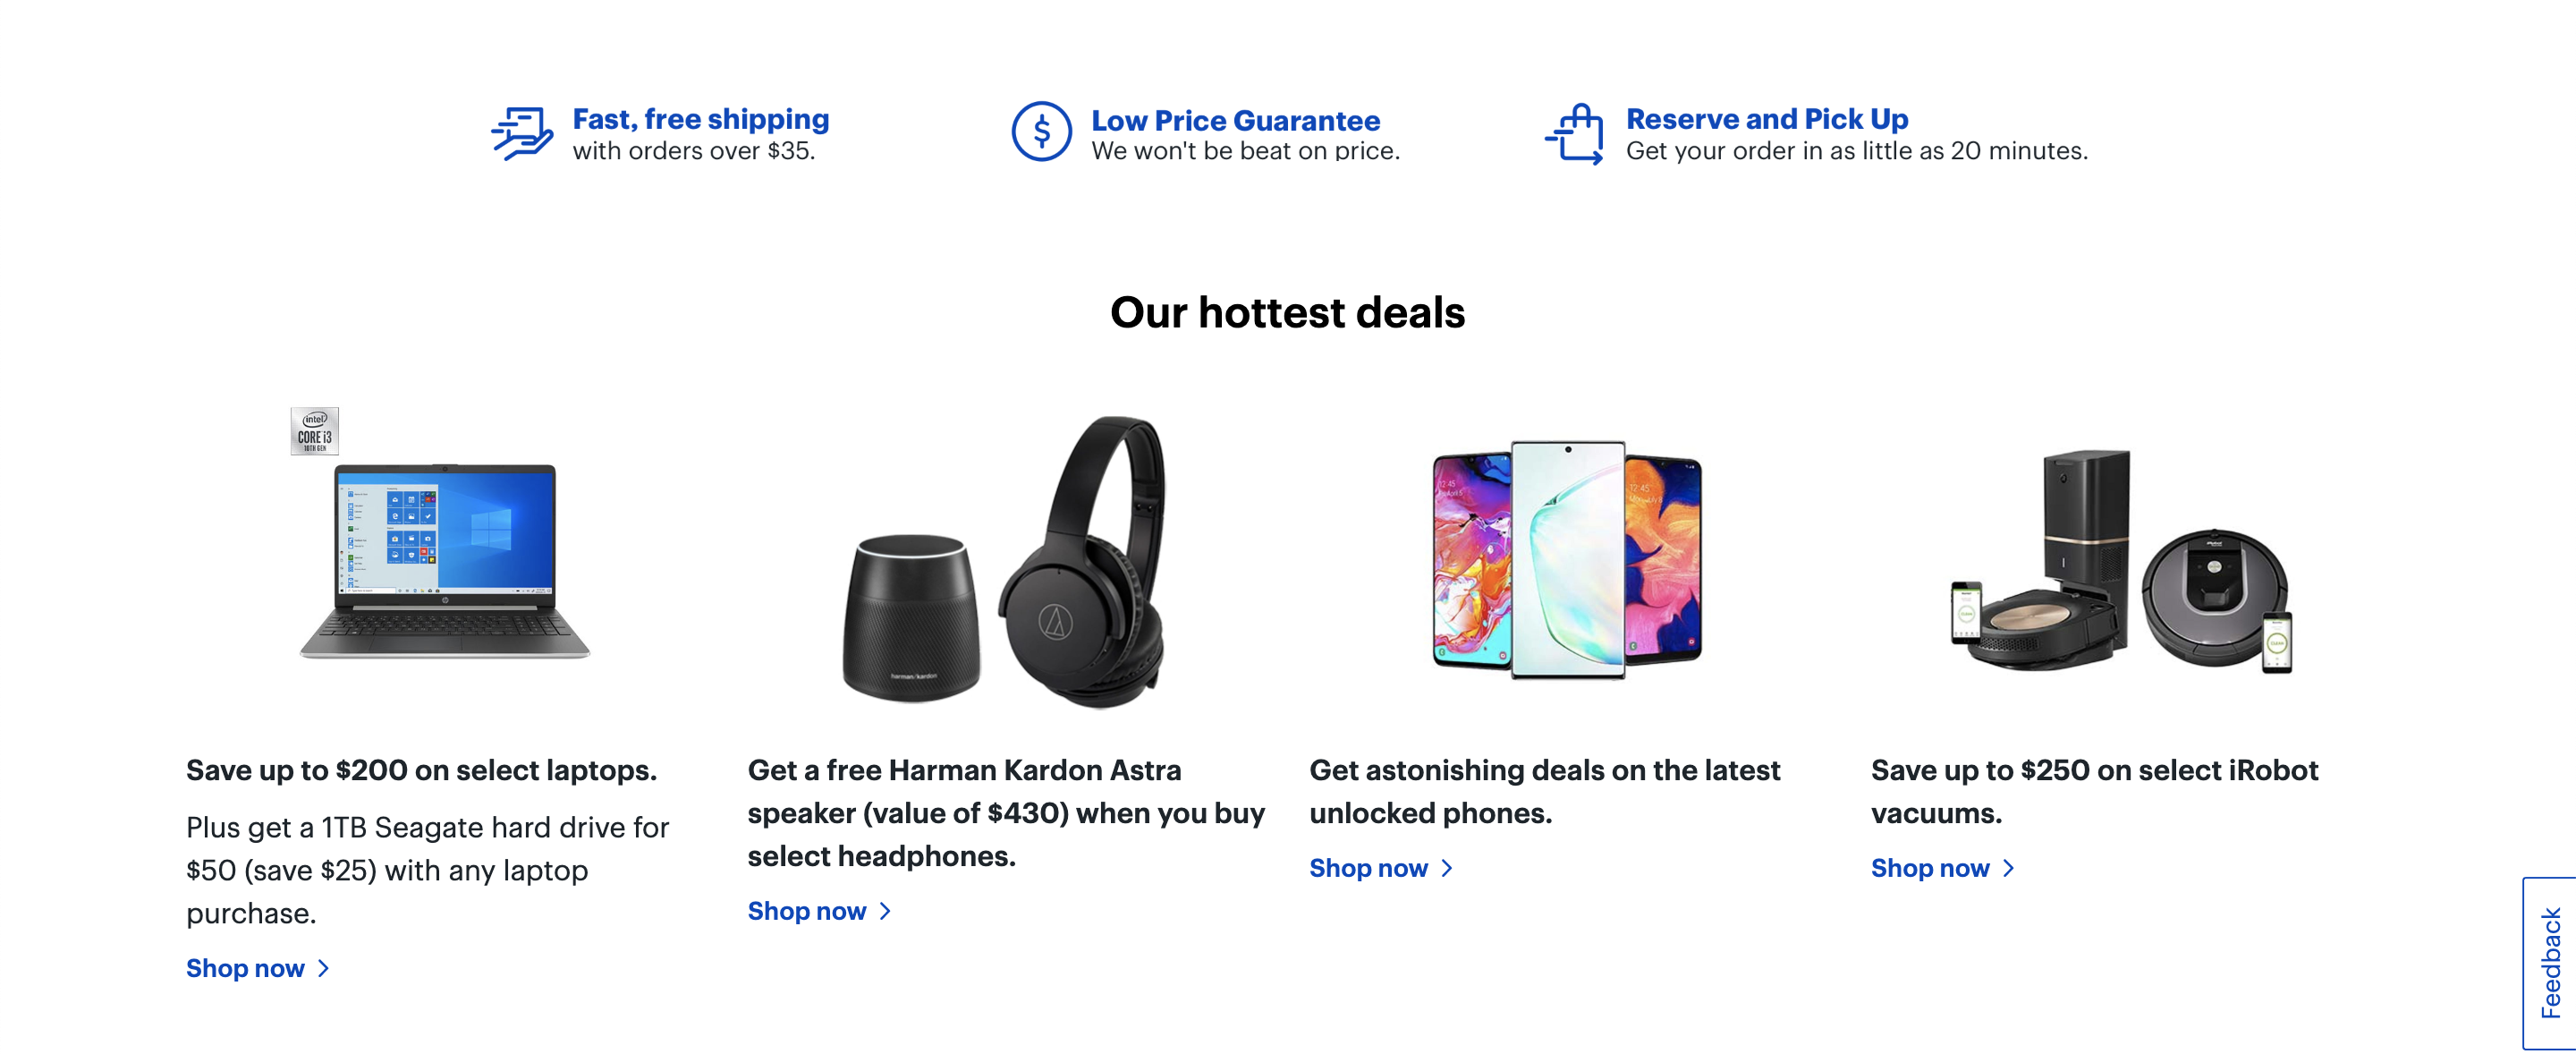 Fast, free shipping
with orders over $35.
Low Price Guarantee
We won't be beat on price.
Reserve and Pick Up
Get your order in as little as 20 minutes.
Our hottest deals
intel
CORE i3
10TH GEN
harman/kardon
12:45
12:45
Save up to $200 on select laptops.
Plus get a 1TB Seagate hard drive for
$50 (save $25) with any laptop
purchase.
Shop now
Get a free Harman Kardon Astra
speaker (value of $430) when you buy
select headphones.
Shop now
Get astonishing deals on the latest
unlocked phones.
Shop now
Save up to $250 on select iRobot
vacuums.
Shop now
Feedback